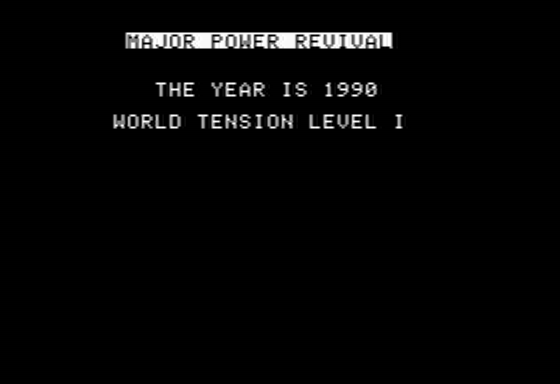 MAJOR POWER REVIVAL
THE YEAR IS 1990
WORLD TENSION LEVEL I